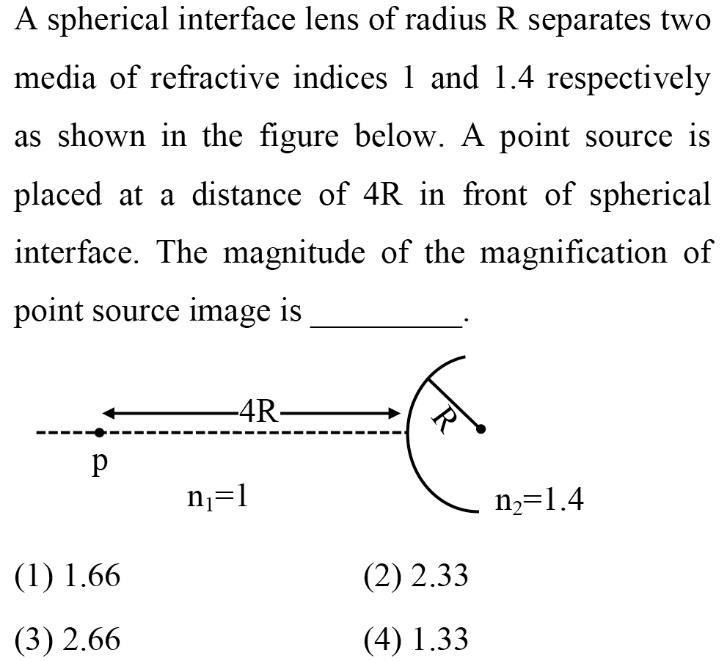 A spherical interface lens of radius R separates two
media of refractive indices 1 and 1.4 respectively
as shown in the figure below. A point source is
placed at a distance of 4R in front of spherical
interface. The magnitude of the magnification of
point source image is _________.
4R
R
p
n₁=1
n₂=1.4
(1) 1.66 (2) 2.33
(3) 2.66 (4) 1.33